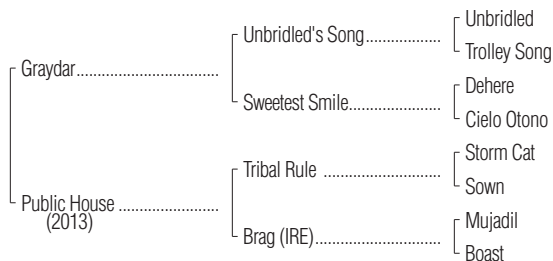 Unbridled
Unbridled's Song...................
Trolley Song
Graydar...................................
Dehere
Sweetest Smile.......................
Cielo Otono
Storm Cat
Tribal Rule .............................
Sown
Public House .........................
(2013)
Mujadil
Brag (IRE)...............................
Boast